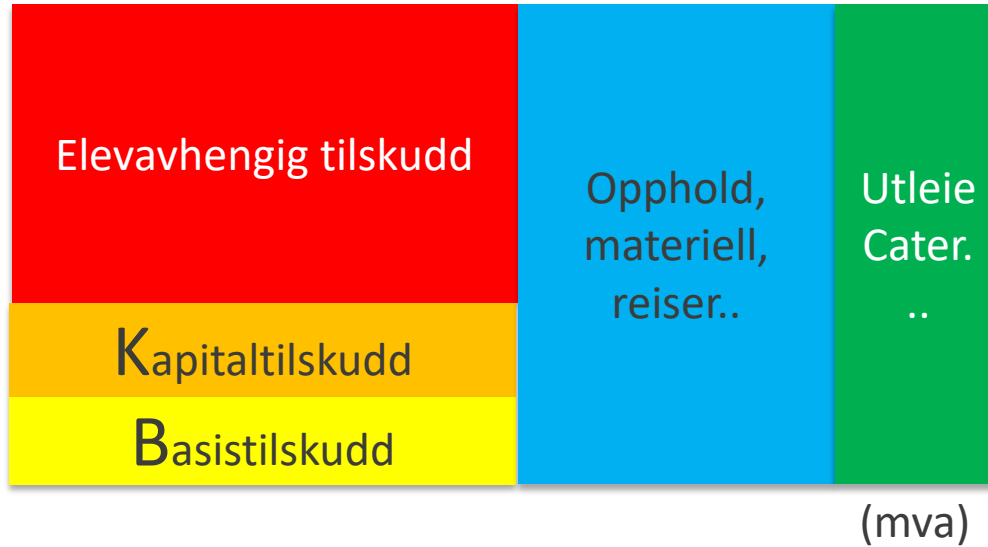 Elevavhengig tilskudd
Kapitaltilskudd
Basistilskudd
Opphold,
materiell,
reiser..
Utleie
Cater.
..
(mva)